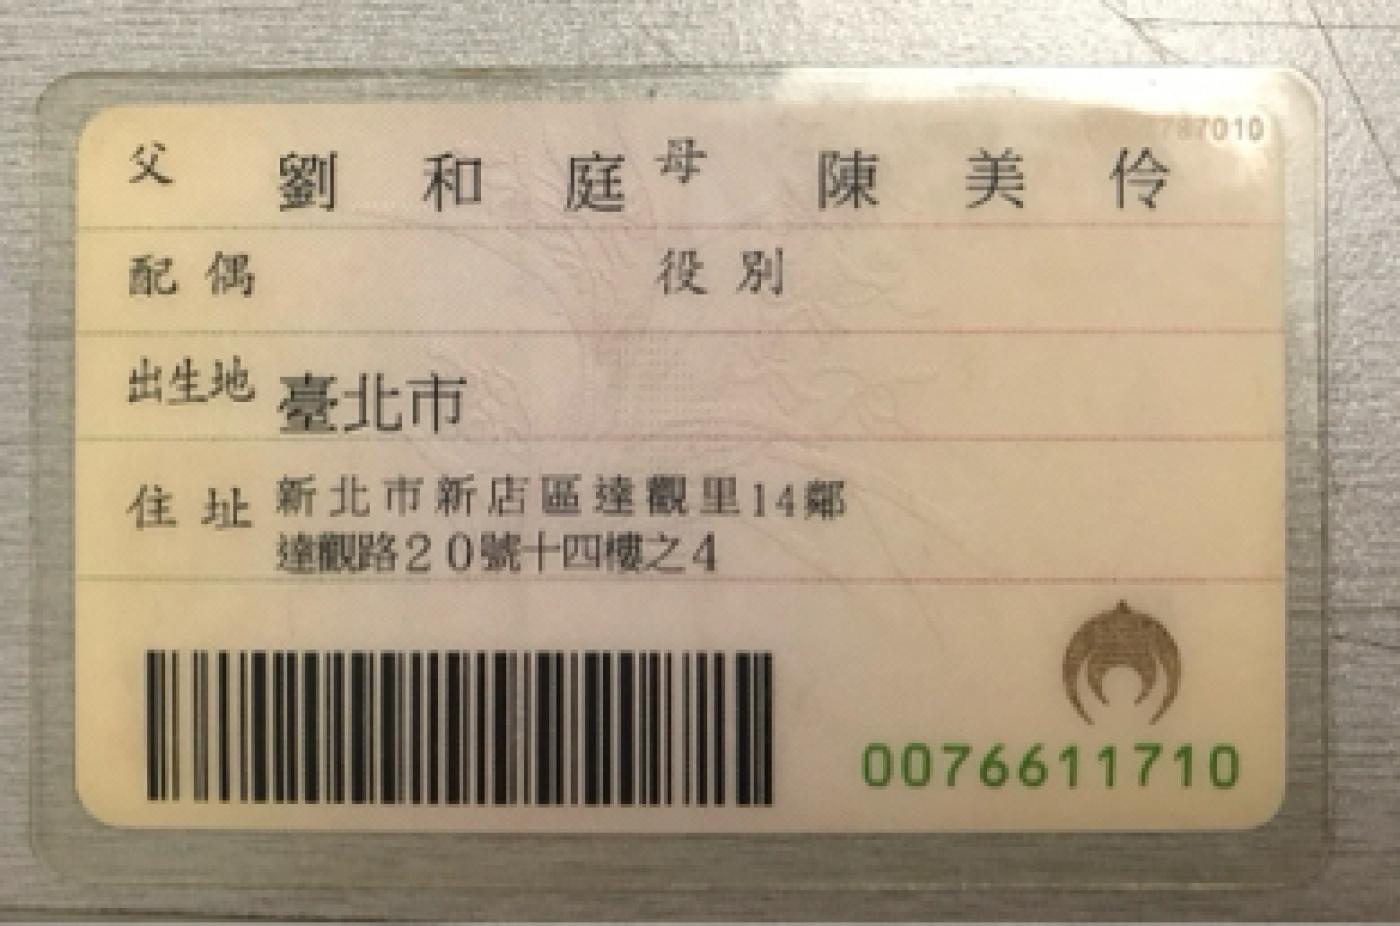 787010
父 劉和庭 母 陳美伶
配偶 役別
出生地 臺北市
住址 新北市新店區達觀里14鄰
達觀路20號十四樓之4
0076611710